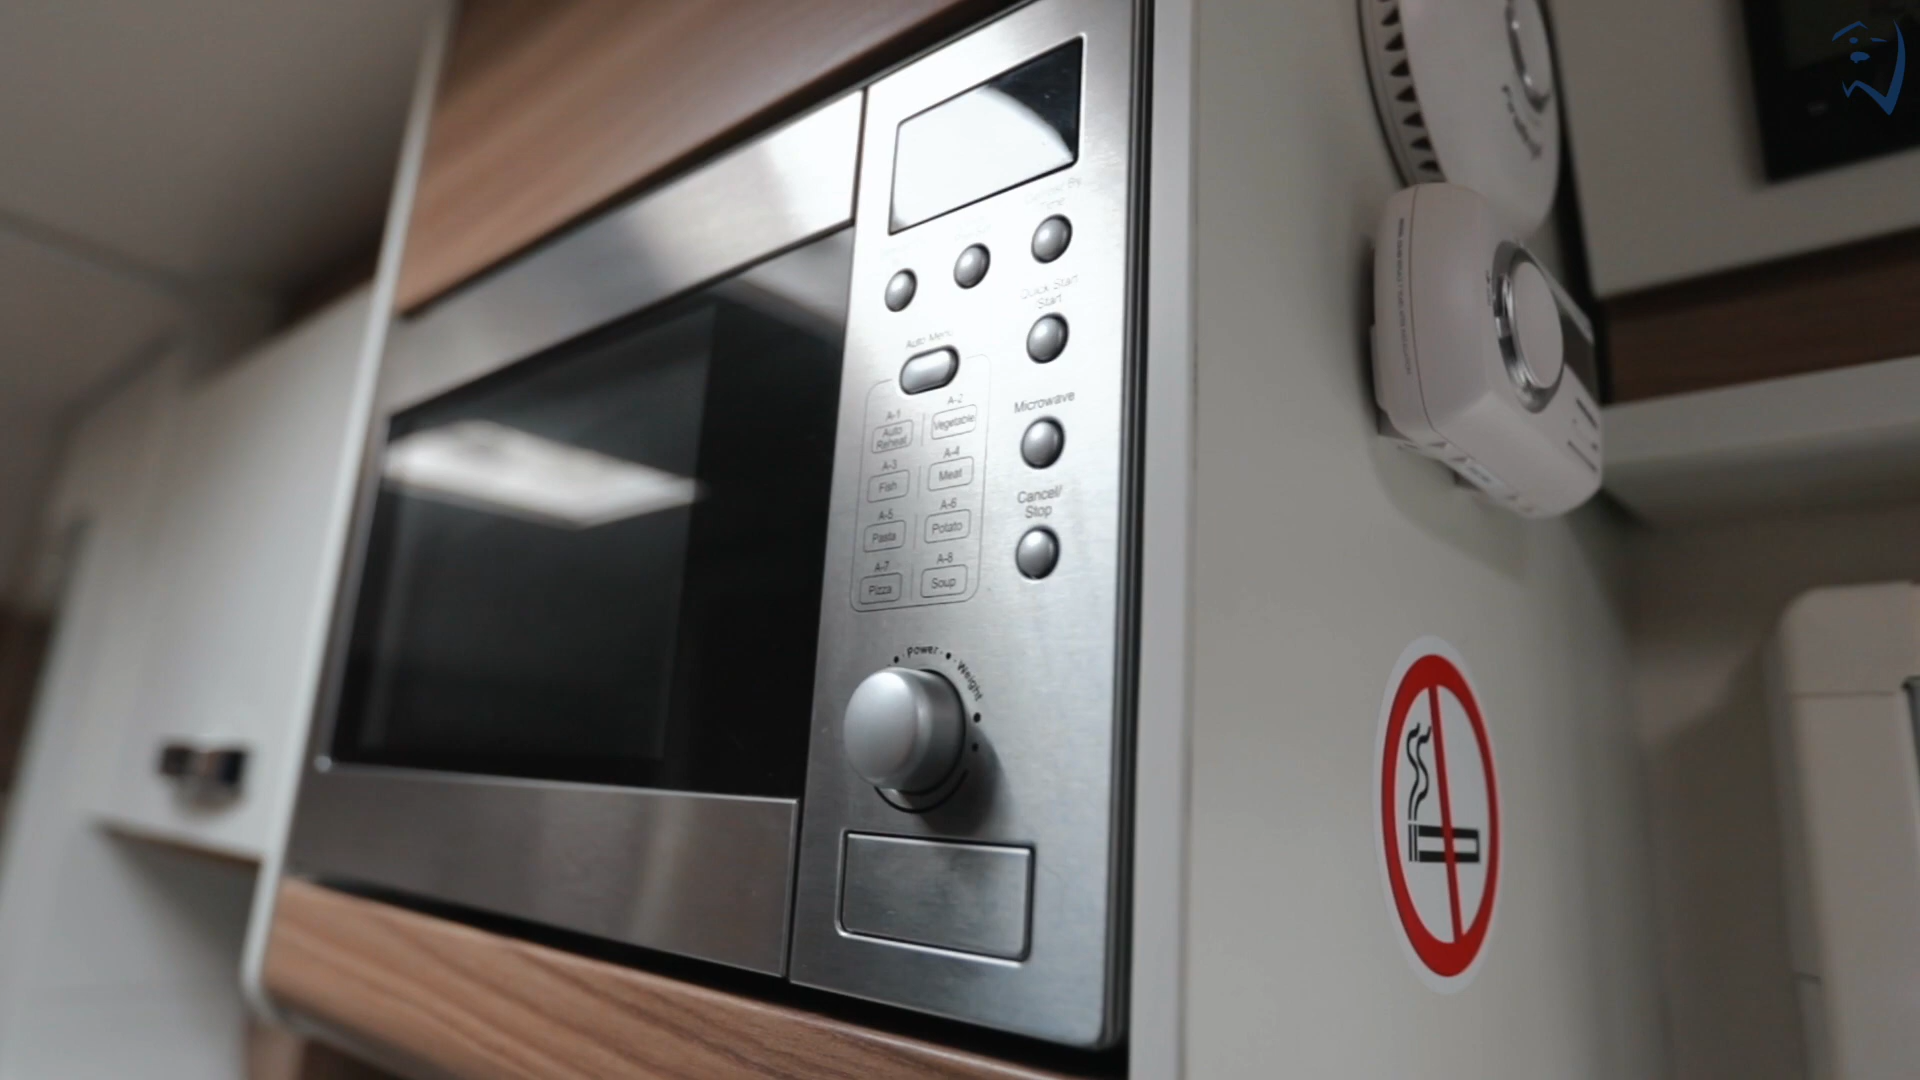 Time
Quick Start
Start
Auto Menu
Microwave
A-1
Auto
Reheat
A-2
Vegetable
A-3
Fish
A-4
Meat
Cancel/
Stop
A-5
Pasta
A-6
Potato
A-7
Pizza
A-8
Soup
Power
Weight